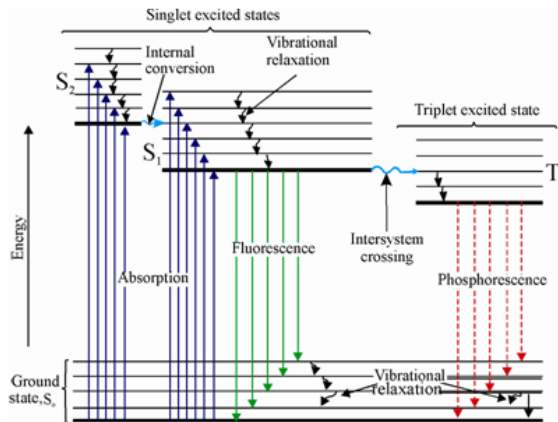 Singlet excited states
Internal
conversion
Vibrational
relaxation
S2
Triplet excited state
S1
T
Energy
Absorption
Fluorescence
Intersystem
crossing
Phosphorescence
Ground
state,So
Vibrational
relaxation